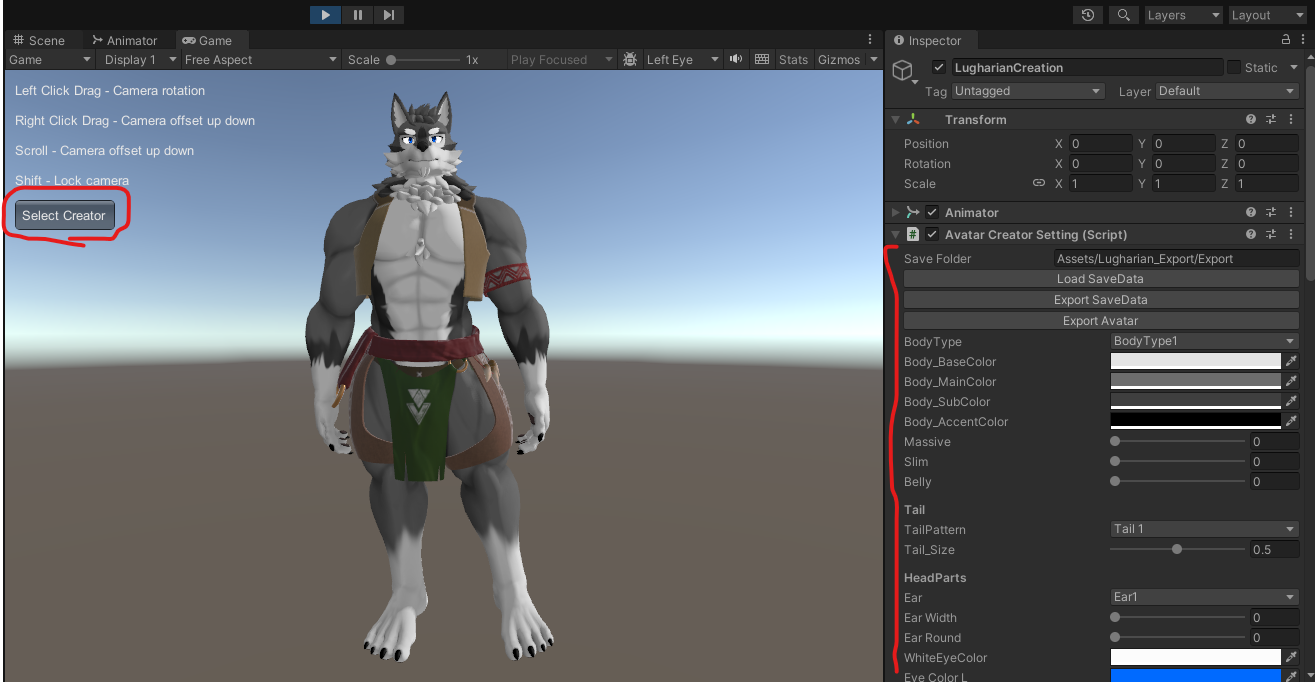 Layers
Layout
Scene
Animator
Game
Game
Display 1
Free Aspect
Scale
1x
Play Focused
Left Eye
Stats
Gizmos
Left Click Drag - Camera rotation
Right Click Drag - Camera offset up down
Scroll - Camera offset up down
Shift - Lock camera
Select Creator
Inspector
LugharianCreation
Static
Tag Untagged
Layer Default
Transform
Position X 0 Y 0 Z 0
Rotation X 0 Y 0 Z 0
Scale X 1 Y 1 Z 1
Animator
# Avatar Creator Setting (Script)
Save Folder Assets/Lugharian_Export/Export
Load SaveData
Export SaveData
Export Avatar
BodyType BodyType1
Body_BaseColor
Body_MainColor
Body_SubColor
Body_AccentColor
Massive 0
Slim 0
Belly 0
Tail
TailPattern Tail 1
Tail_Size 0.5
HeadParts
Ear Ear1
Ear Width 0
Ear Round 0
WhiteEyeColor
Eye Color L